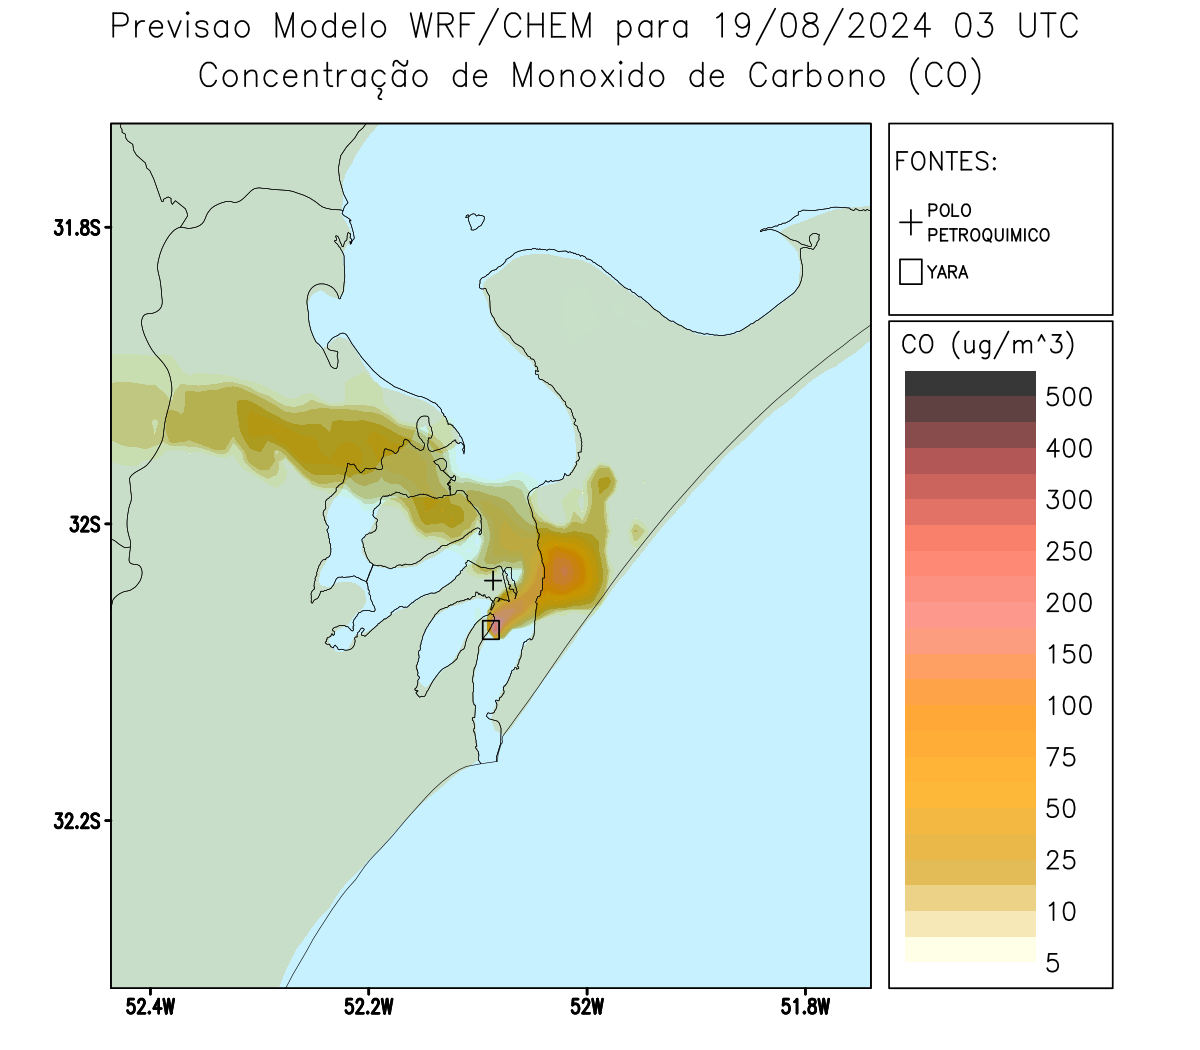 Previsao Modelo WRF/CHEM para 19/08/2024 03 UTC
Concentração de Monoxido de Carbono (CO)
FONTES:
POLO
PETROQUIMICO
YARA
CO (ug/m^3)
500
400
300
250
200
150
100
75
50
25
10
5
31.8S
32S
32.2S
52.4W
52.2W
52W
51.8W